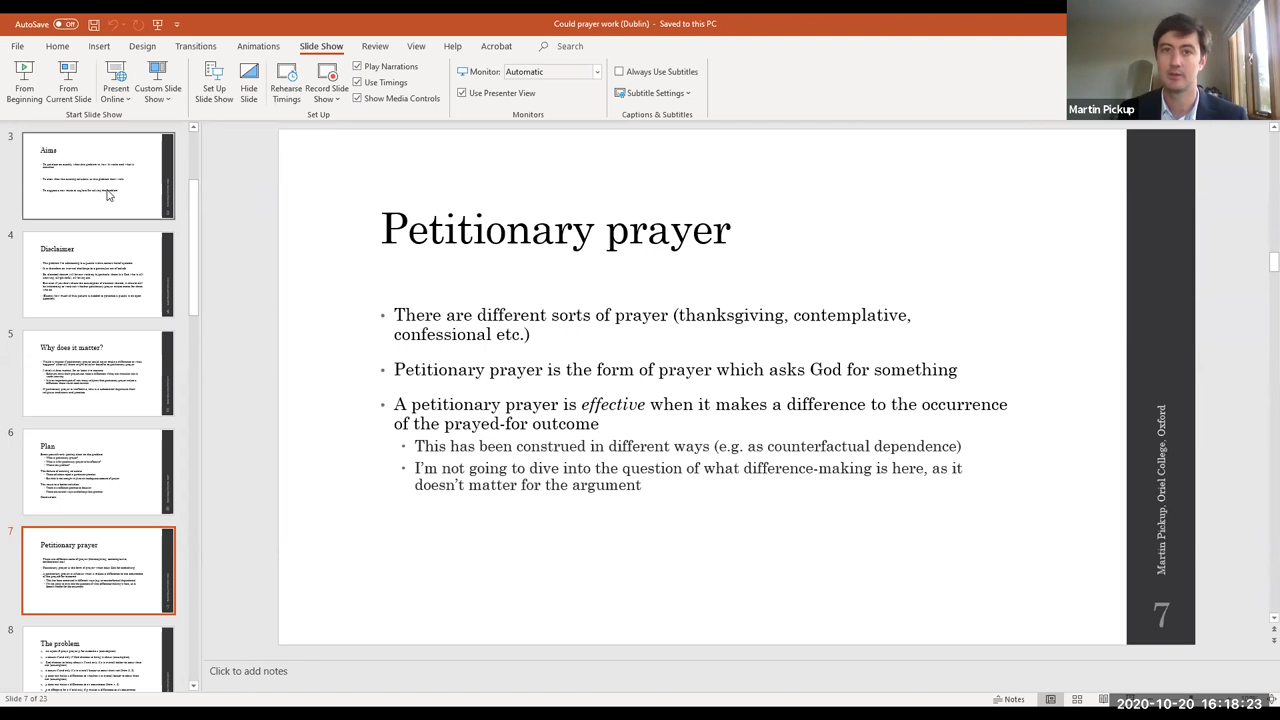 AutoSave Off
Could prayer work (Dublin) - Saved to this PC
File Home Insert Design Transitions Animations Slide Show Review View Help Acrobat Search
From Beginning
From Current Slide
Present Online
Custom Slide Show
Start Slide Show
Set Up Slide Show
Hide Slide
Rehearse Timings
Record Slide Show
Play Narrations
Use Timings
Show Media Controls
Set Up
Monitor: Automatic
Use Presenter View
Monitors
Always Use Subtitles
Subtitle Settings
Captions & Subtitles
Martin Pickup
3
Aims
4
Disclaimer
5
Why does it matter?
6
Plan
7
Petitionary prayer
8
The problem
Petitionary prayer
• There are different sorts of prayer (thanksgiving, contemplative,
confessional etc.)
• Petitionary prayer is the form of prayer which asks God for something
• A petitionary prayer is effective when it makes a difference to the occurrence
of the prayed-for outcome
• This has been construed in different ways (e.g. as counterfactual dependence)
• I'm not going to dive into the question of what difference-making is here, as it
doesn't matter for the argument
Martin Pickup, Oriel College, Oxford
7
Click to add notes
Slide 7 of 23
Notes
2020-10-20 16:18:23